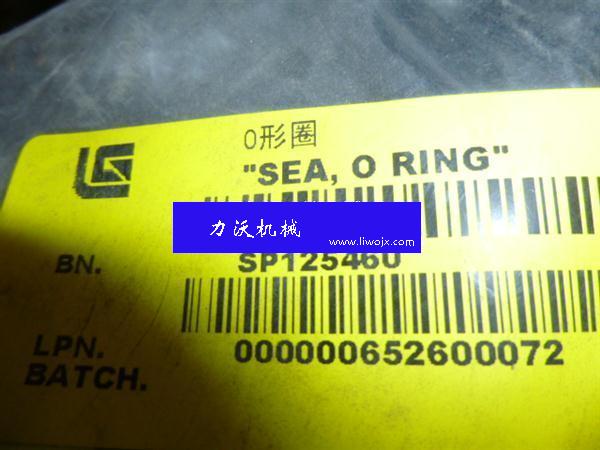 O形圈
"SEA, O RING"
力沃机械
www.liwojx.com
BN.
SP125460
LPN.
000000652600072
BATCH.